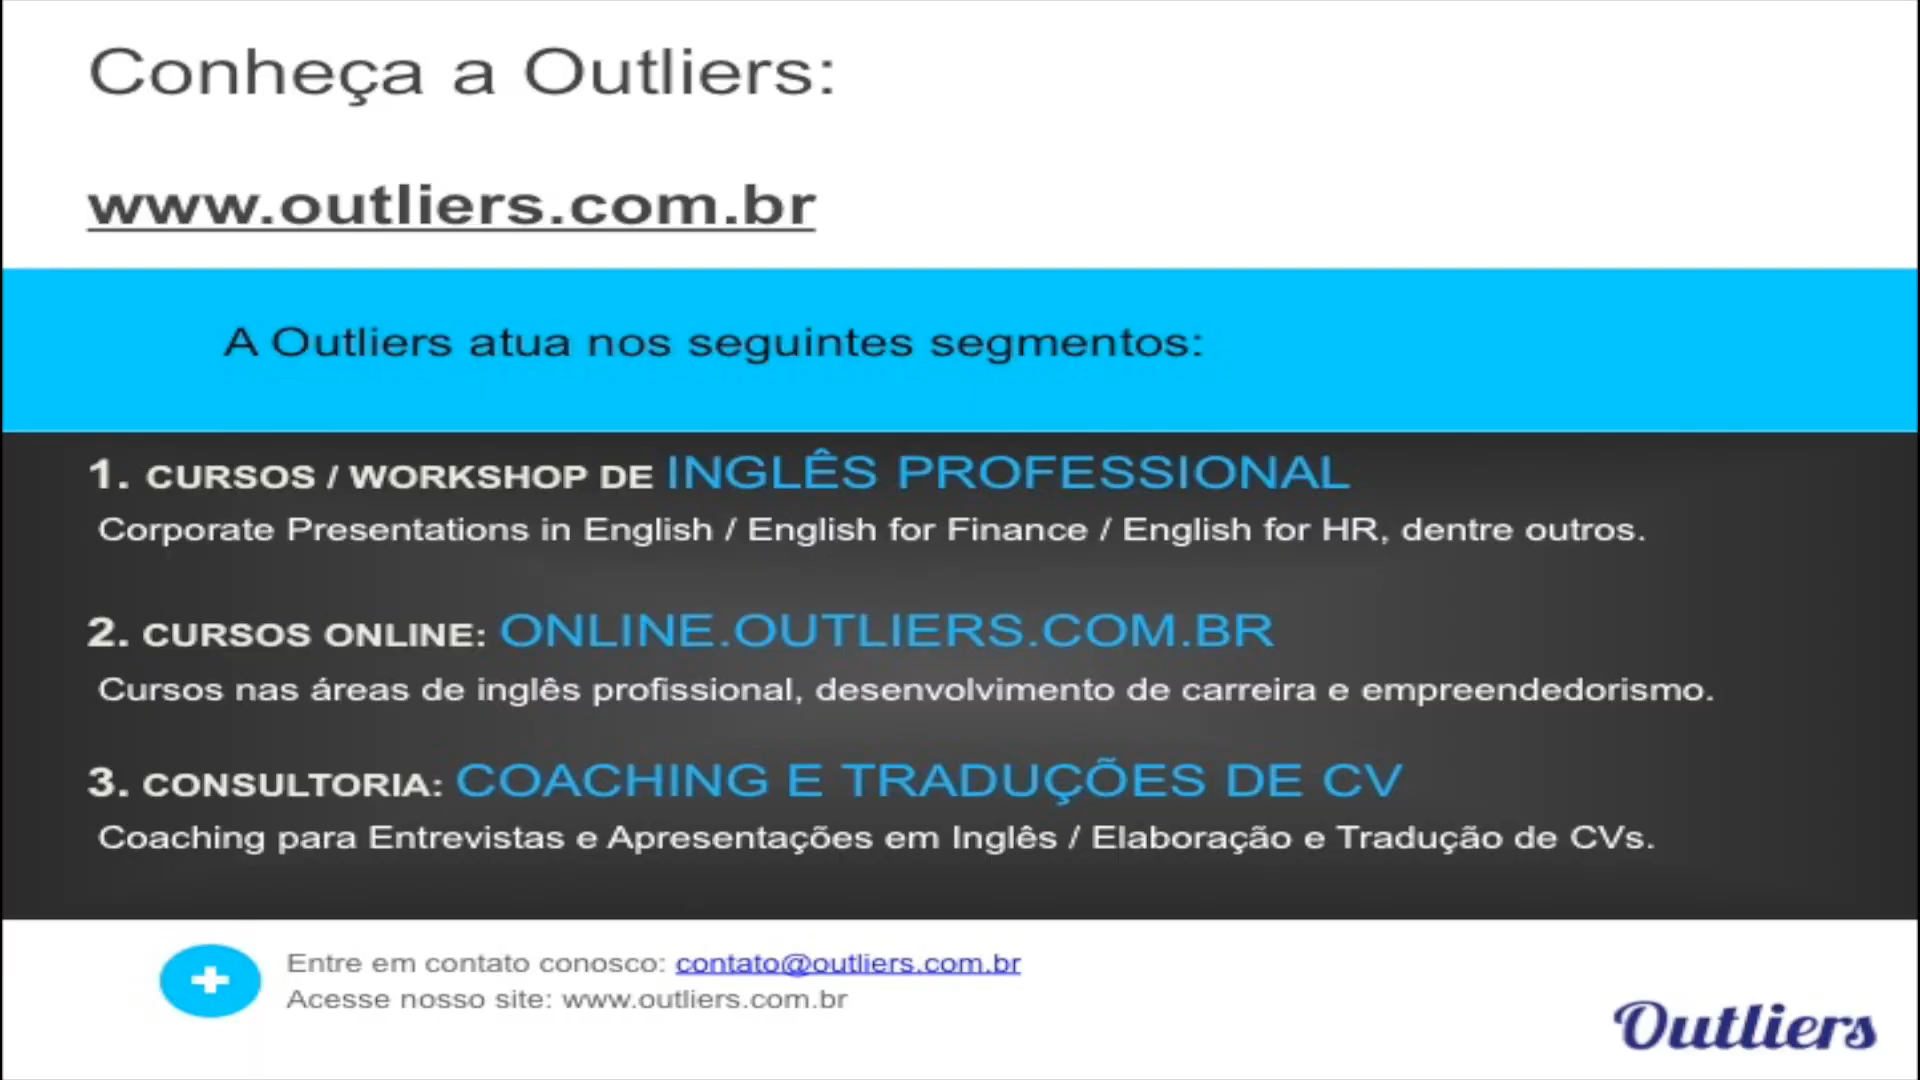 Conheça a Outliers:
www.outliers.com.br
A Outliers atua nos seguintes segmentos:
1. CURSOS / WORKSHOP DE INGLÊS PROFESSIONAL
Corporate Presentations in English / English for Finance / English for HR, dentre outros.
2. CURSOS ONLINE: ONLINE.OUTLIERS.COM.BR
Cursos nas áreas de inglês profissional, desenvolvimento de carreira e empreendedorismo.
3. CONSULTORIA: COACHING E TRADUÇÕES DE CV
Coaching para Entrevistas e Apresentações em Inglês / Elaboração e Tradução de CVs.
Entre em contato conosco: contato@outliers.com.br
Acesse nosso site: www.outliers.com.br
Outliers